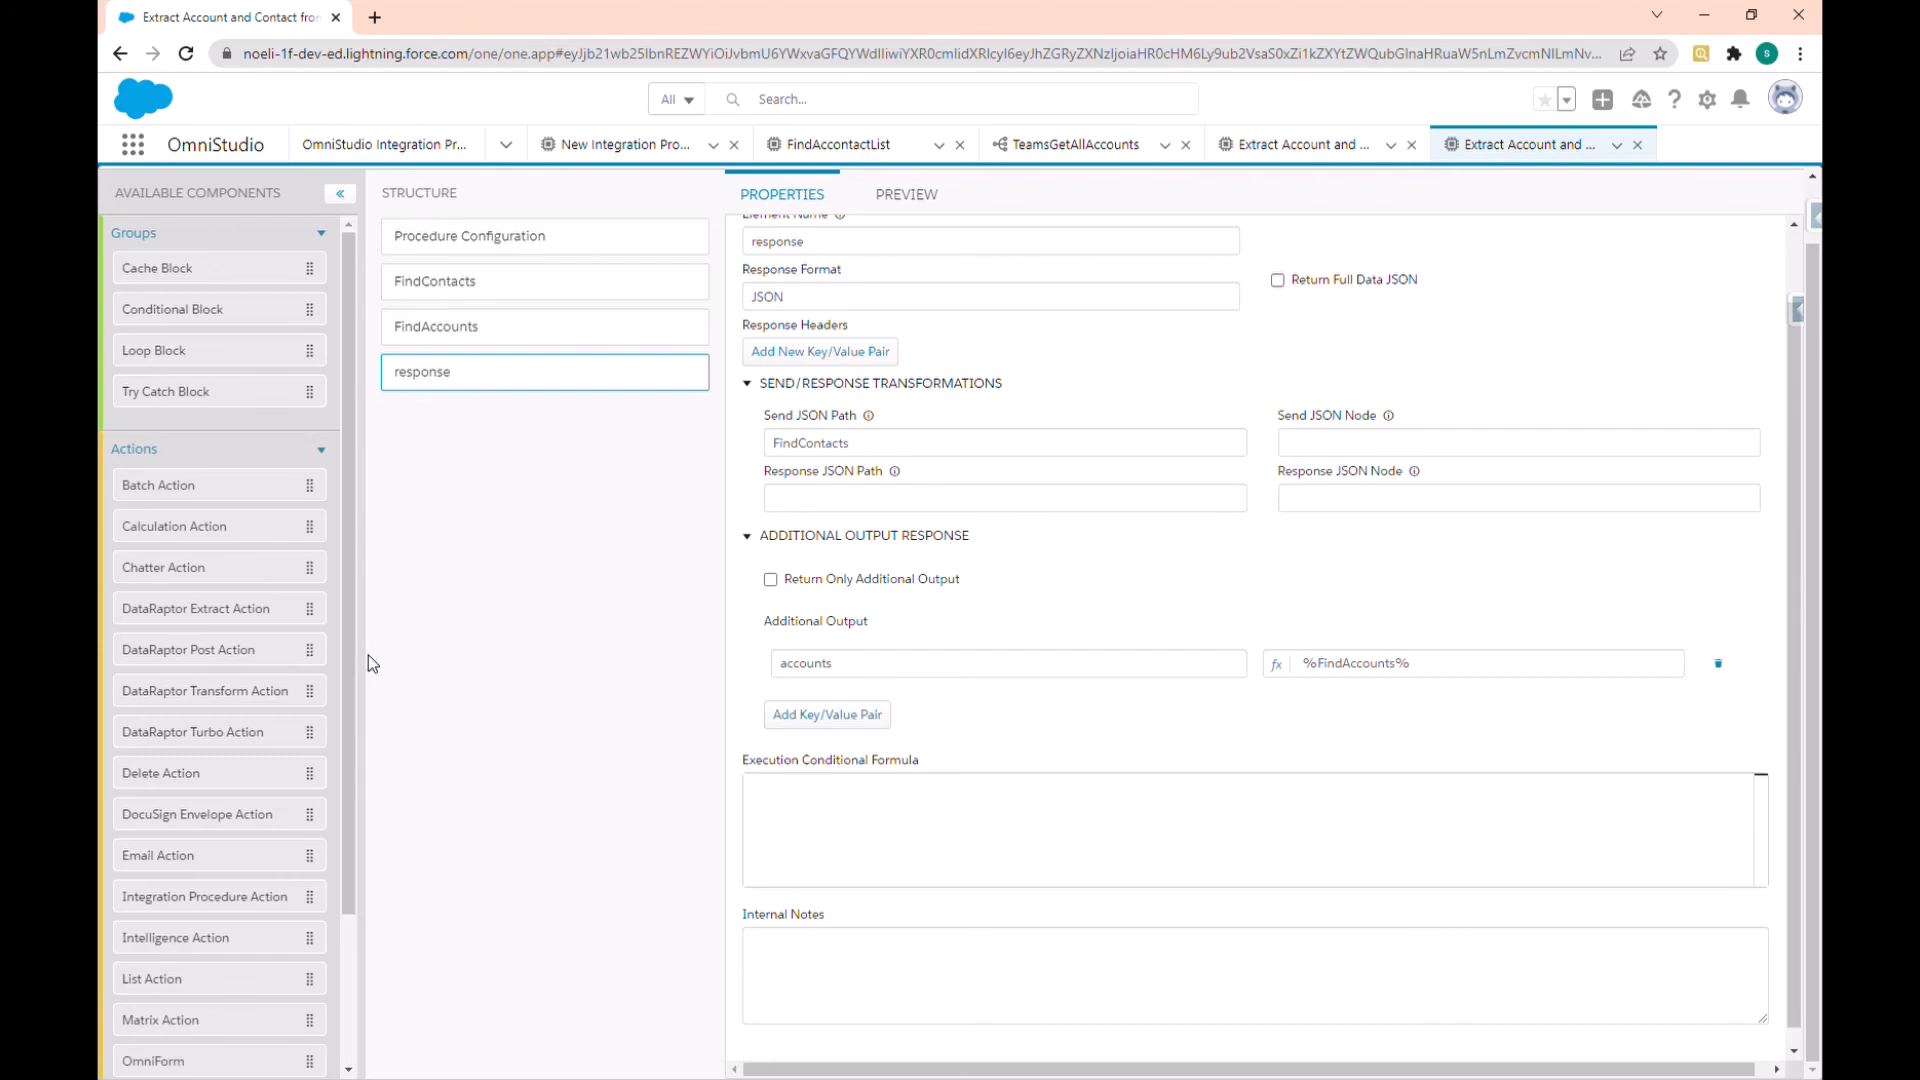 Extract Account and Contact from
noeli-1f-dev-ed.lightning.force.com/one/one.app#
All
Search...
OmniStudio
OmniStudio Integration Pr...
New Integration Pro...
FindAccontactList
TeamsGetAllAccounts
Extract Account and ...
Extract Account and ...
AVAILABLE COMPONENTS
Groups
Cache Block
Conditional Block
Loop Block
Try Catch Block
Actions
Batch Action
Calculation Action
Chatter Action
DataRaptor Extract Action
DataRaptor Post Action
DataRaptor Transform Action
DataRaptor Turbo Action
Delete Action
DocuSign Envelope Action
Email Action
Integration Procedure Action
Intelligence Action
List Action
Matrix Action
OmniForm
STRUCTURE
Procedure Configuration
FindContacts
FindAccounts
response
PROPERTIES
PREVIEW
Element Name
response
Response Format
JSON
Return Full Data JSON
Response Headers
Add New Key/Value Pair
SEND/RESPONSE TRANSFORMATIONS
Send JSON Path
FindContacts
Send JSON Node
Response JSON Path
Response JSON Node
ADDITIONAL OUTPUT RESPONSE
Return Only Additional Output
Additional Output
accounts
fx %FindAccounts%
Add Key/Value Pair
Execution Conditional Formula
Internal Notes